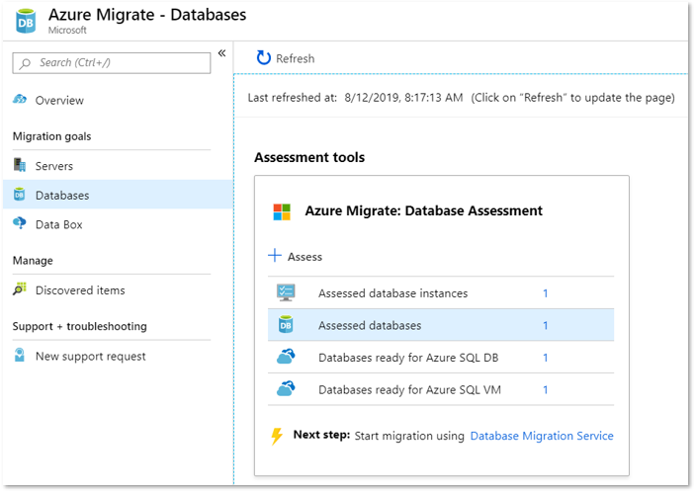 Azure Migrate - Databases
Microsoft
Search (Ctrl+/)
«
Overview
Migration goals
Servers
Databases
Data Box
Manage
Discovered items
Support + troubleshooting
New support request
Refresh
Last refreshed at: 8/12/2019, 8:17:13 AM (Click on "Refresh" to update the page)
Assessment tools
Azure Migrate: Database Assessment
+ Assess
Assessed database instances 1
DB Assessed databases 1
Databases ready for Azure SQL DB 1
Databases ready for Azure SQL VM 1
Next step: Start migration using Database Migration Service